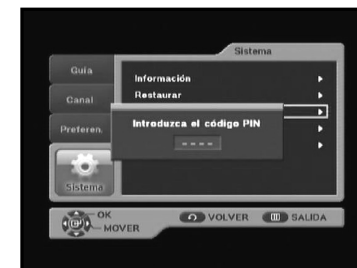 Sistema
Guía
Información
Canal
Restaurar
Preferen.
Introduzca el código PIN
- - - -
Sistema
OK
MOVER
VOLVER
SALIDA